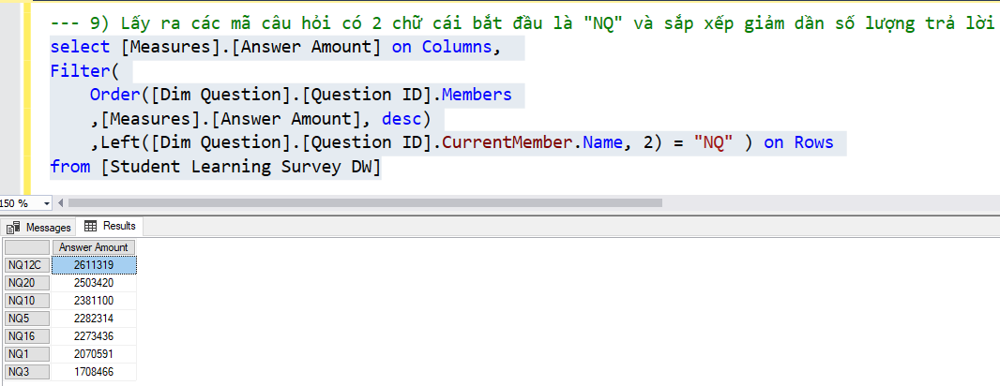 --- 9) Lấy ra các mã câu hỏi có 2 chữ cái bắt đầu là "NQ" và sắp xếp giảm dần số lượng trả lời
select [Measures].[Answer Amount] on Columns,
Filter(
Order([Dim Question].[Question ID].Members
,[Measures].[Answer Amount], desc)
,Left([Dim Question].[Question ID].CurrentMember.Name, 2) = "NQ" ) on Rows
from [Student Learning Survey DW]
150 %
Messages Results
Answer Amount
NQ12C 2611319
NQ20 2503420
NQ10 2381100
NQ5 2282314
NQ16 2273436
NQ1 2070591
NQ3 1708466